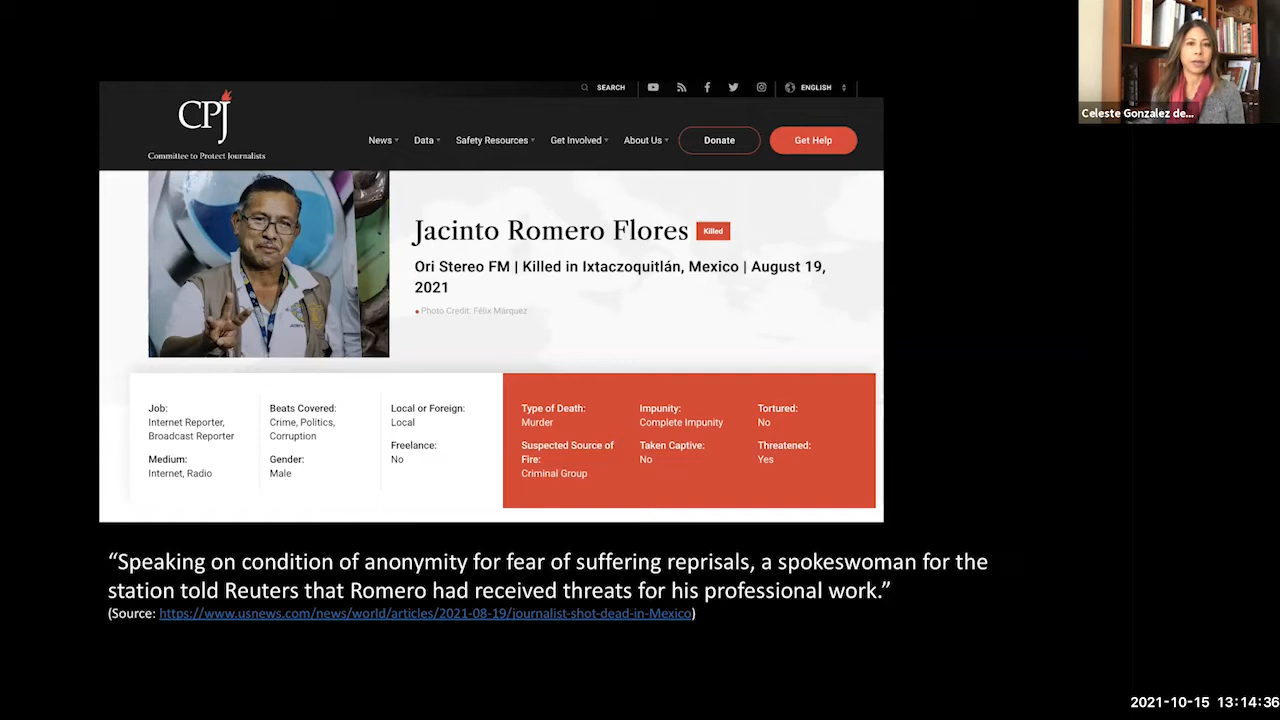 Celeste Gonzalez de...
SEARCH
ENGLISH
CPJ
Committee to Protect Journalists
News
Data
Safety Resources
Get Involved
About Us
Donate
Get Help
Jacinto Romero Flores
Killed
Ori Stereo FM | Killed in Ixtaczoquitlán, Mexico | August 19,
2021
Photo Credit: Félix Márquez
Job:
Internet Reporter,
Broadcast Reporter
Medium:
Internet, Radio
Beats Covered:
Crime, Politics,
Corruption
Gender:
Male
Local or Foreign:
Local
Freelance:
No
Type of Death:
Murder
Suspected Source of
Fire:
Criminal Group
Impunity:
Complete Impunity
Taken Captive:
No
Tortured:
No
Threatened:
Yes
“Speaking on condition of anonymity for fear of suffering reprisals, a spokeswoman for the
station told Reuters that Romero had received threats for his professional work.”
(Source: https://www.usnews.com/news/world/articles/2021-08-19/journalist-shot-dead-in-Mexico)
2021-10-15 13:14:36